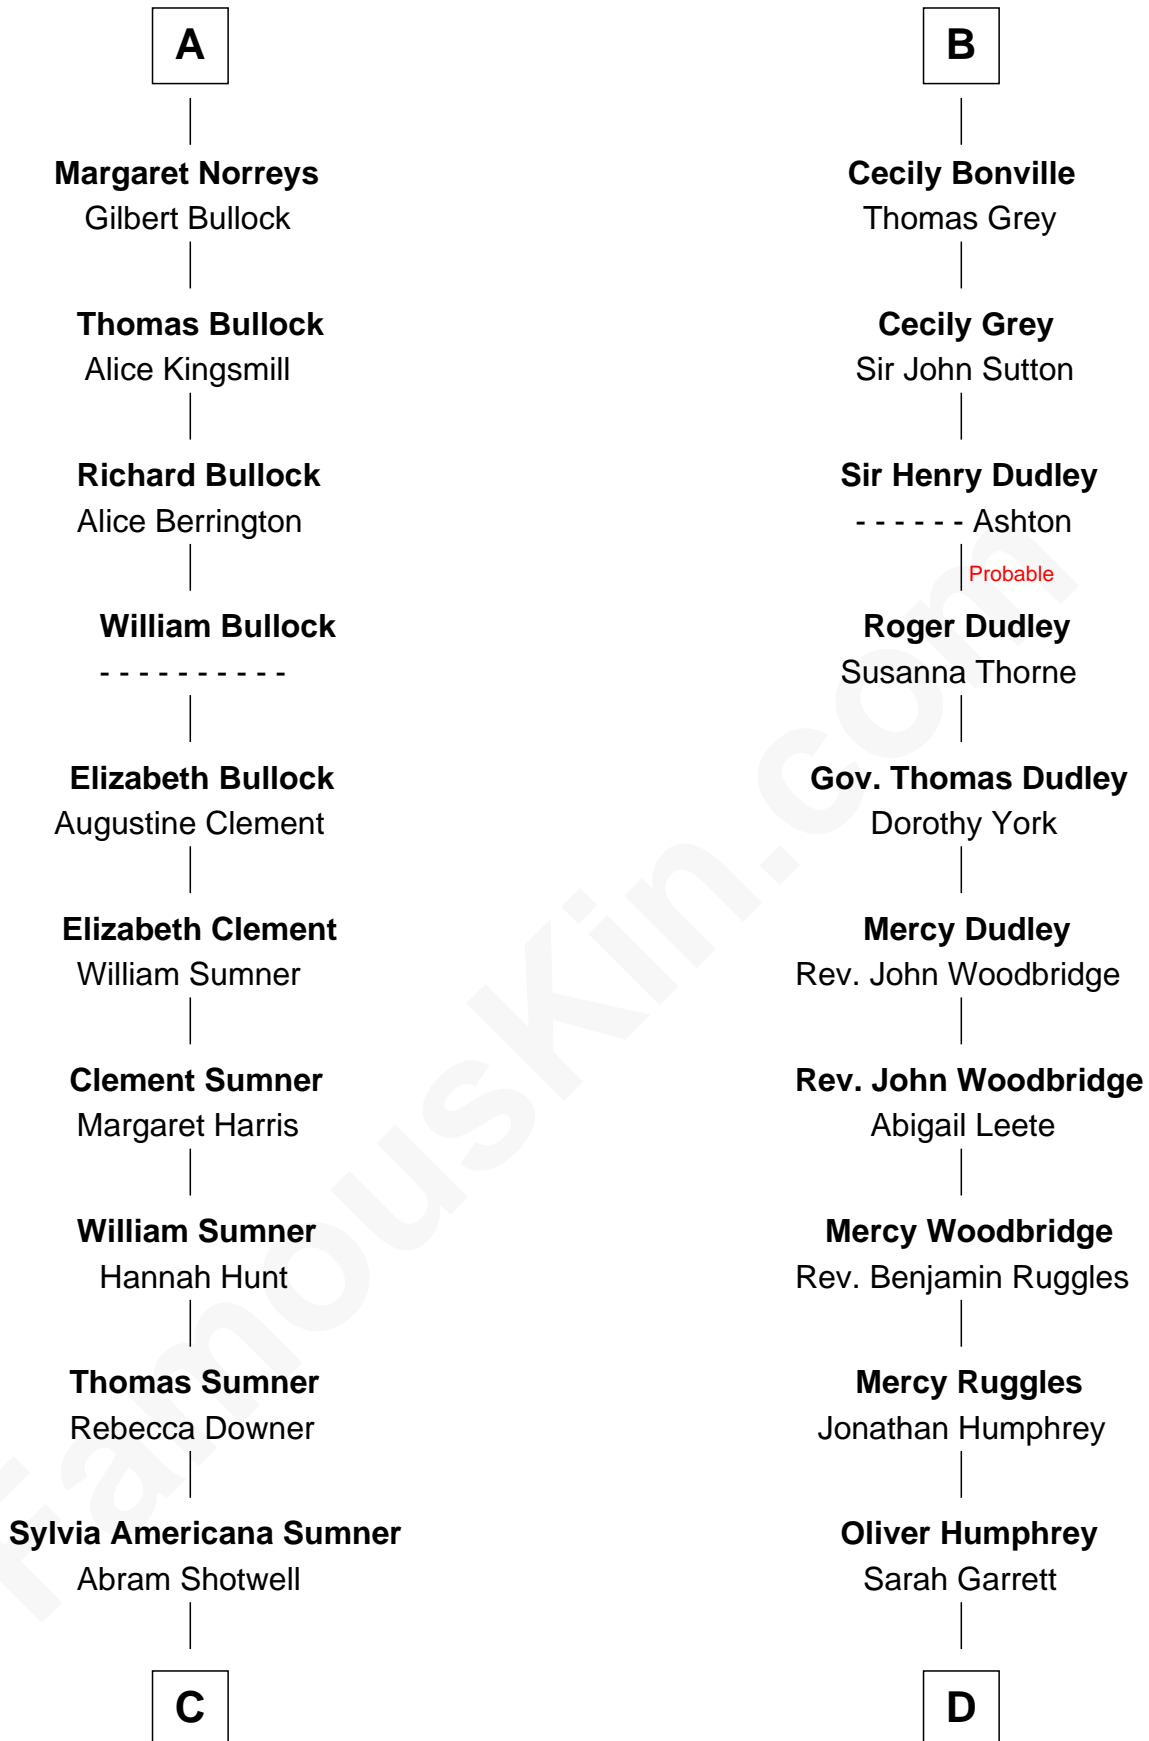 A
Margaret Norreys
Gilbert Bullock
Thomas Bullock
Alice Kingsmill
Richard Bullock
Alice Berrington
William Bullock
- - - - - - - - - -
Elizabeth Bullock
Augustine Clement
Elizabeth Clement
William Sumner
Clement Sumner
Margaret Harris
William Sumner
Hannah Hunt
Thomas Sumner
Rebecca Downer
Sylvia Americana Sumner
Abram Shotwell
C
B
Cecily Bonville
Thomas Grey
Cecily Grey
Sir John Sutton
Sir Henry Dudley
- - - - - - Ashton
Probable
Roger Dudley
Susanna Thorne
Gov. Thomas Dudley
Dorothy York
Mercy Dudley
Rev. John Woodbridge
Rev. John Woodbridge
Abigail Leete
Mercy Woodbridge
Rev. Benjamin Ruggles
Mercy Ruggles
Jonathan Humphrey
Oliver Humphrey
Sarah Garrett
D
FamousKin.com